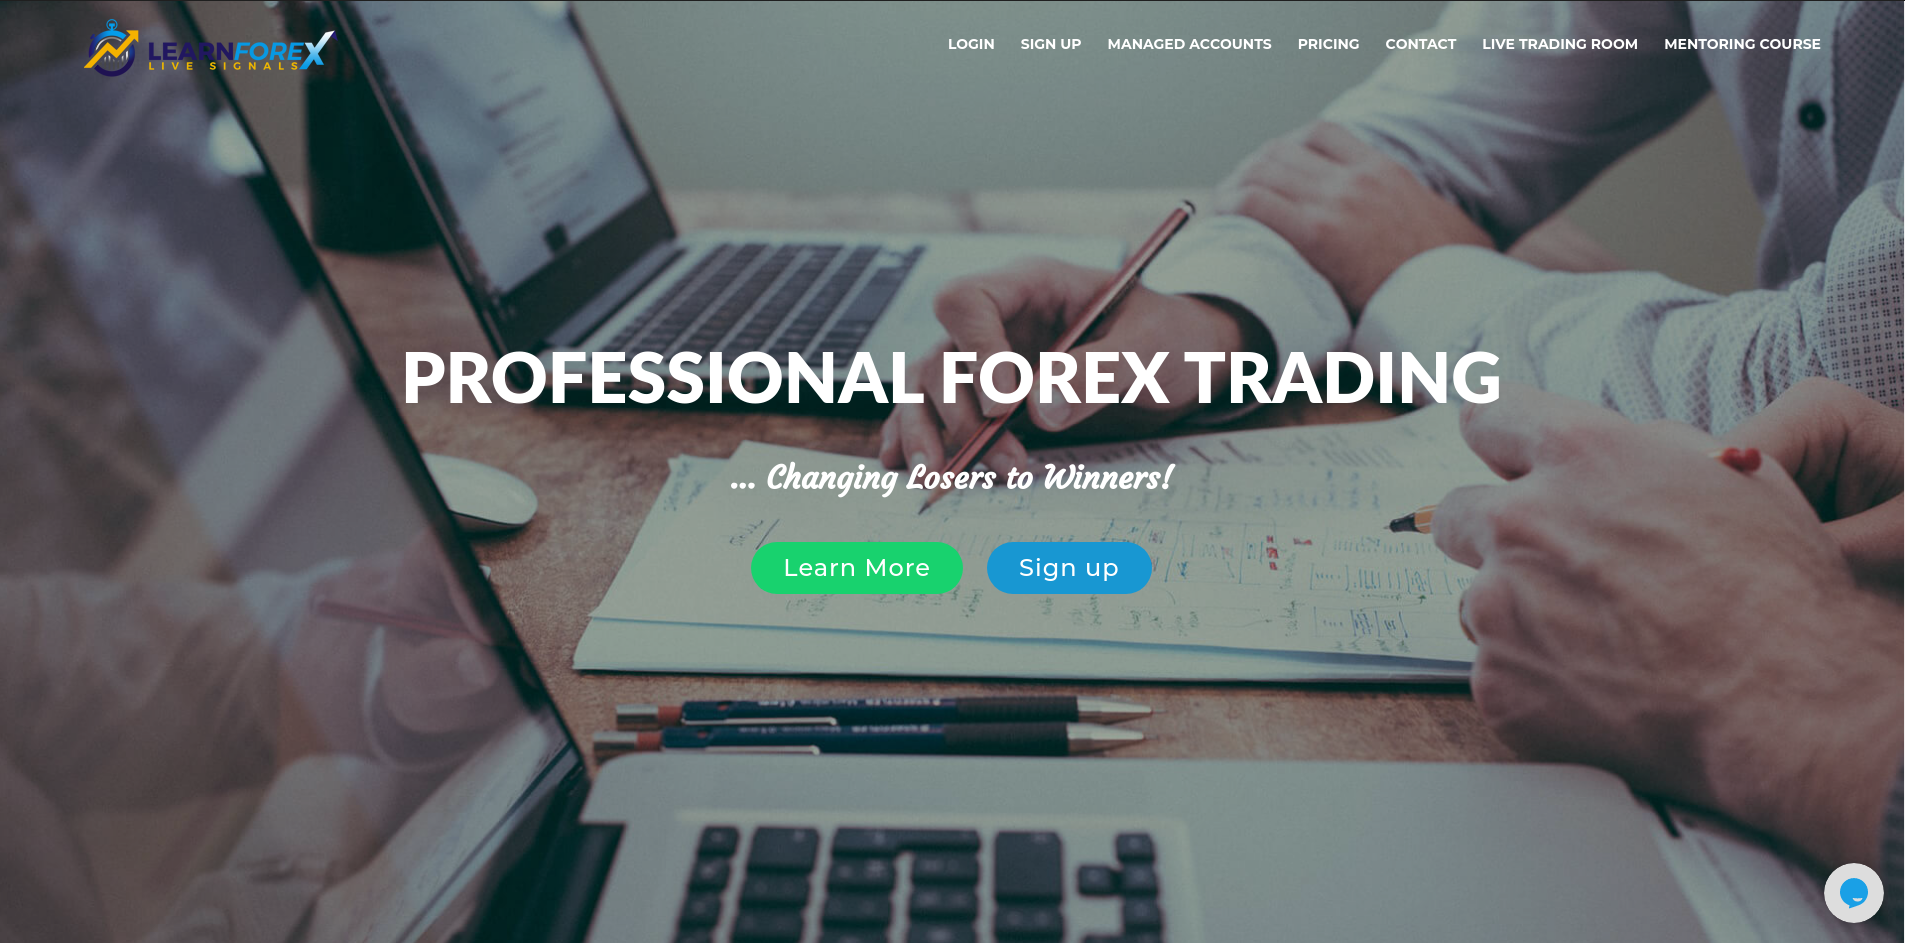 LEARNFOREX
LIVE SIGNALS
LOGIN SIGN UP MANAGED ACCOUNTS PRICING CONTACT LIVE TRADING ROOM MENTORING COURSE
PROFESSIONAL FOREX TRADING
... Changing Losers to Winners!
Learn More Sign up